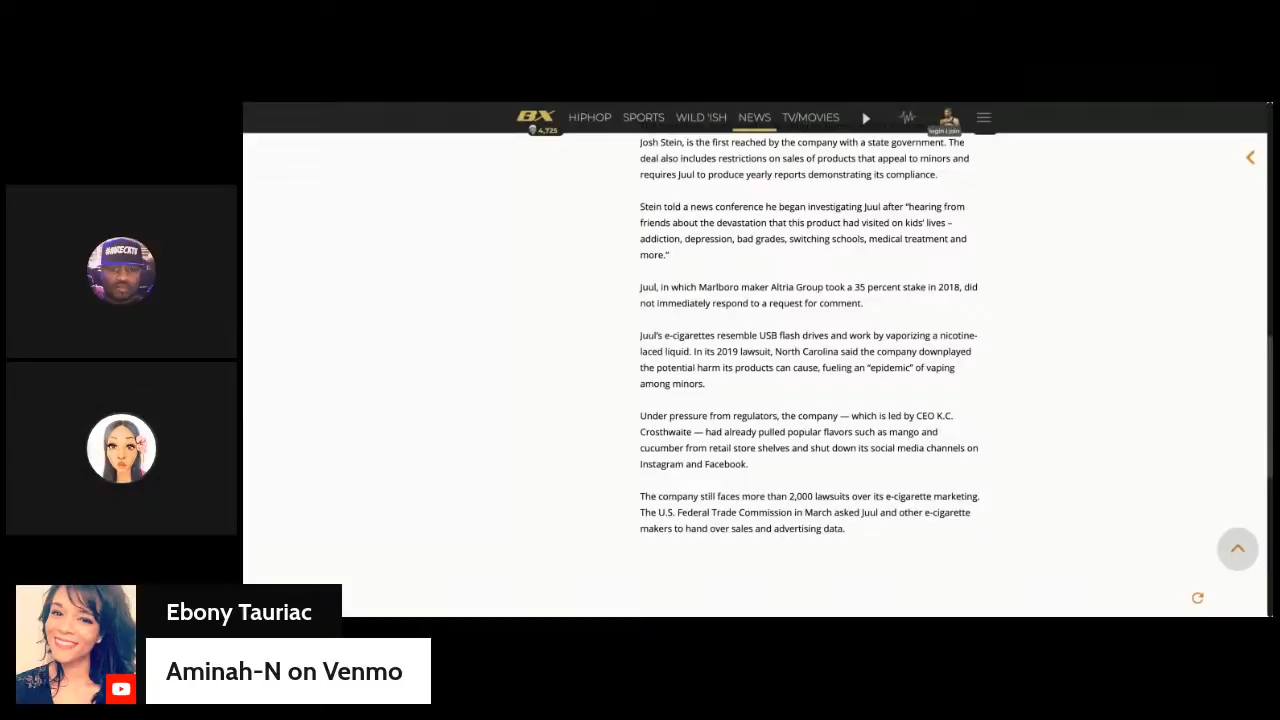 BX HIPHOP SPORTS WILD 'ISH NEWS TV/MOVIES
4,725
login | join
Josh Stein, is the first reached by the company with a state government. The
deal also includes restrictions on sales of products that appeal to minors and
requires Juul to produce yearly reports demonstrating its compliance.
Stein told a news conference he began investigating Juul after “hearing from
friends about the devastation that this product had visited on kids’ lives –
addiction, depression, bad grades, switching schools, medical treatment and
more.”
Juul, in which Marlboro maker Altria Group took a 35 percent stake in 2018, did
not immediately respond to a request for comment.
Juul’s e-cigarettes resemble USB flash drives and work by vaporizing a nicotine-
laced liquid. In its 2019 lawsuit, North Carolina said the company downplayed
the potential harm its products can cause, fueling an “epidemic” of vaping
among minors.
Under pressure from regulators, the company — which is led by CEO K.C.
Crosthwaite — had already pulled popular flavors such as mango and
cucumber from retail store shelves and shut down its social media channels on
Instagram and Facebook.
The company still faces more than 2,000 lawsuits over its e-cigarette marketing.
The U.S. Federal Trade Commission in March asked Juul and other e-cigarette
makers to hand over sales and advertising data.
Ebony Tauriac
Aminah-N on Venmo